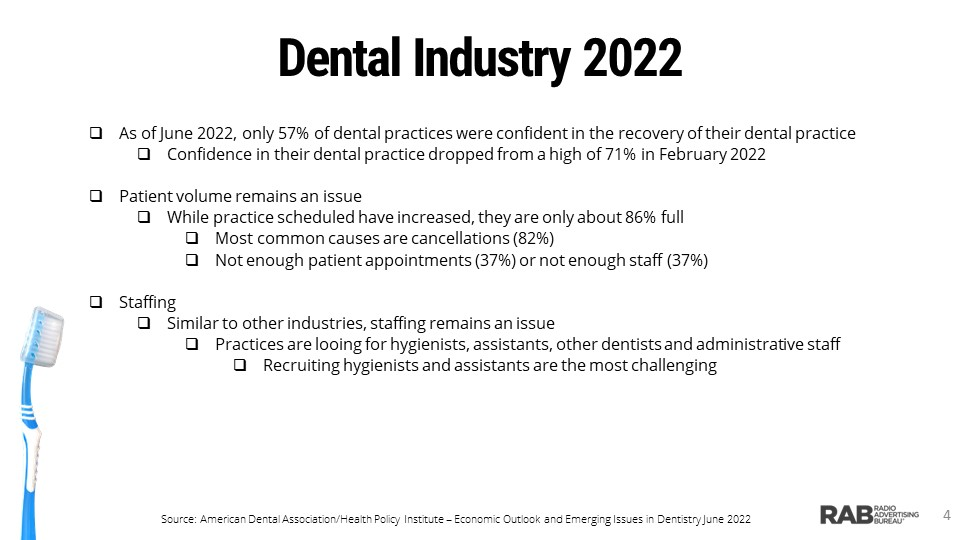 Dental Industry 2022
As of June 2022, only 57% of dental practices were confident in the recovery of their dental practice
Confidence in their dental practice dropped from a high of 71% in February 2022
Patient volume remains an issue
While practice scheduled have increased, they are only about 86% full
Most common causes are cancellations (82%)
Not enough patient appointments (37%) or not enough staff (37%)
Staffing
Similar to other industries, staffing remains an issue
Practices are looing for hygienists, assistants, other dentists and administrative staff
Recruiting hygienists and assistants are the most challenging
Source: American Dental Association/Health Policy Institute – Economic Outlook and Emerging Issues in Dentistry June 2022
RAB RADIO ADVERTISING BUREAU
4